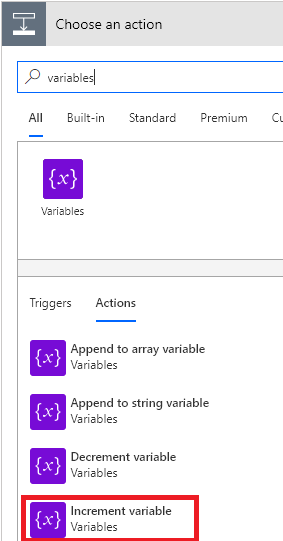 Choose an action
variables
All Built-in Standard Premium Cu
{x}
Variables
Triggers Actions
{x} Append to array variable
Variables
{x} Append to string variable
Variables
{x} Decrement variable
Variables
{x} Increment variable
Variables